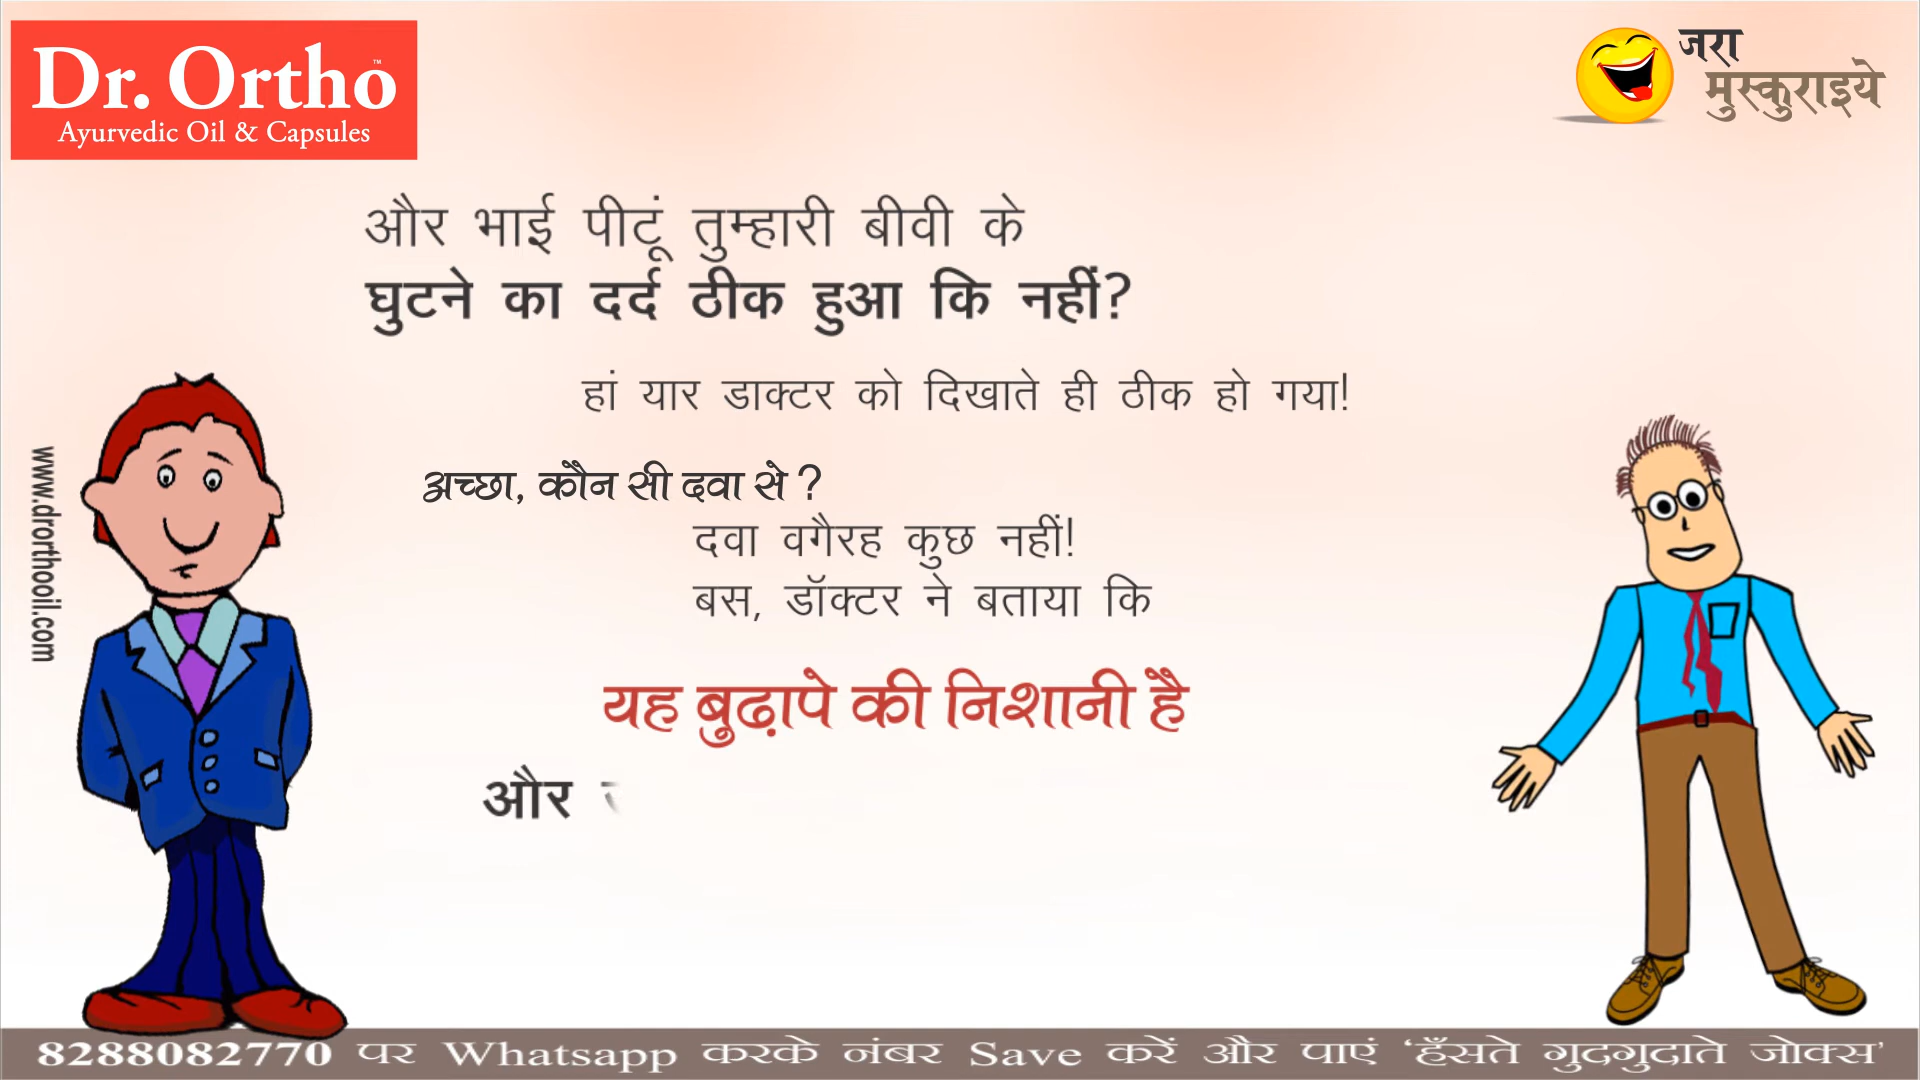 Dr. Ortho™
Ayurvedic Oil & Capsules
जरा
मुस्कुराइये
और भाई पीटूं तुम्हारी बीवी के
घुटने का दर्द ठीक हुआ कि नहीं?
हां यार डाक्टर को दिखाते ही ठीक हो गया!
अच्छा, कौन सी दवा से ?
दवा वगैरह कुछ नहीं!
बस, डॉक्टर ने बताया कि
यह बुढ़ापे की निशानी है
और
www.drorthooil.com
8288082770 पर Whatsapp करके नंबर Save करें और पाएं ‘हँसते गुदगुदाते जोक्स’